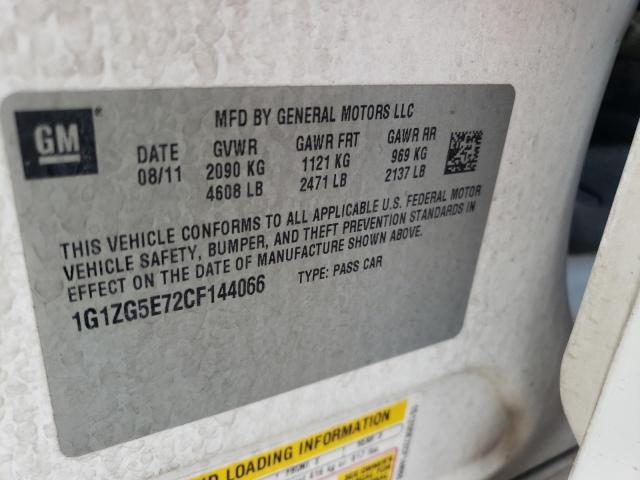 GM
MFD BY GENERAL MOTORS LLC
DATE GVWR GAWR FRT GAWR RR
08/11 2090 KG 1121 KG 969 KG
4608 LB 2471 LB 2137 LB
THIS VEHICLE CONFORMS TO ALL APPLICABLE U.S. FEDERAL MOTOR
VEHICLE SAFETY, BUMPER, AND THEFT PREVENTION STANDARDS IN
EFFECT ON THE DATE OF MANUFACTURE SHOWN ABOVE.
1G1ZG5E72CF144066 TYPE: PASS CAR
AND LOADING INFORMATION